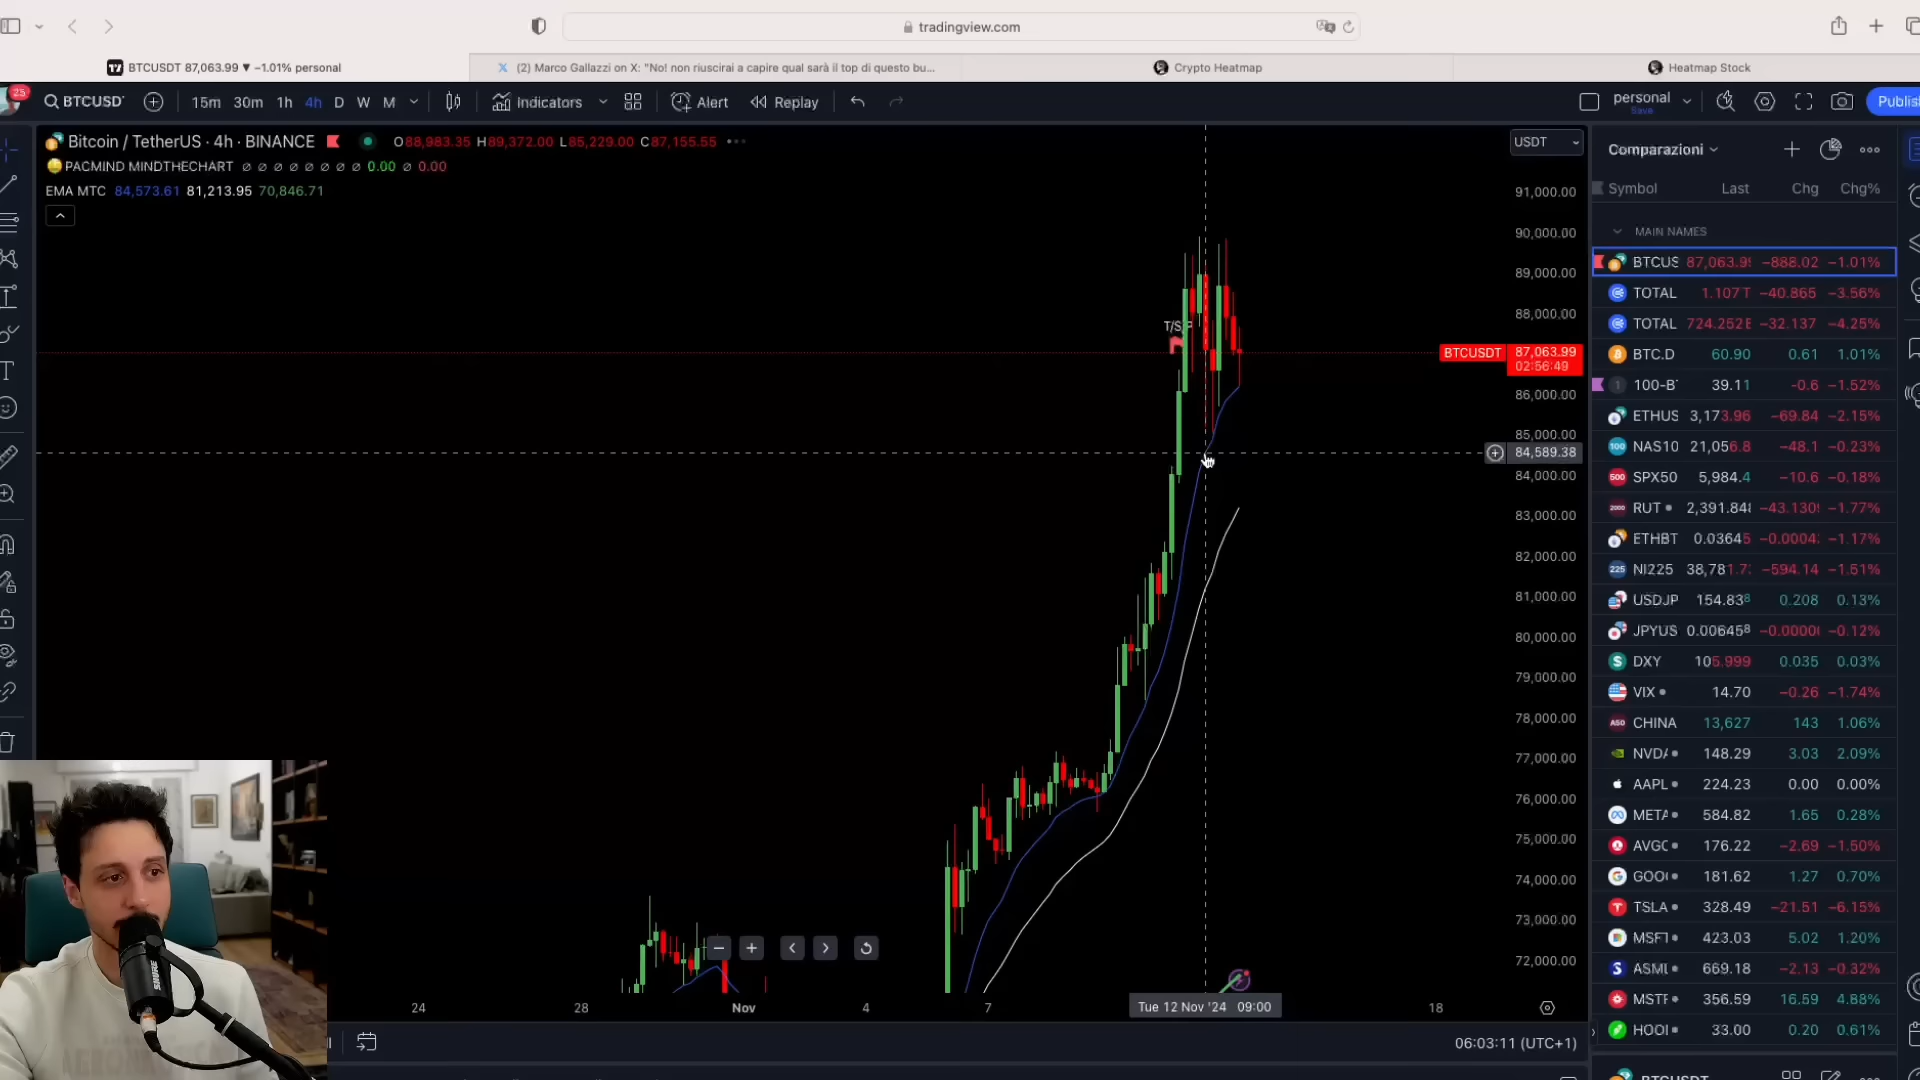 tradingview.com
BTCUSDT 87,063.99 ▼ −1.01% personal
(2) Marco Gallazzi on X: "No! non riuscirai a capire qual sarà il top di questo bu...
Crypto Heatmap
Heatmap Stock
25
BTCUSD
15m 30m 1h 4h D W M
Indicators
Alert
Replay
personal
Save
Publis
Bitcoin / TetherUS · 4h · BINANCE
O88,983.35 H89,372.00 L85,229.00 C87,155.55
USDT
PACMIND MINDTHECHART ∅ ∅ ∅ ∅ ∅ ∅ ∅ ∅ 0.00 ∅ 0.00
EMA MTC 84,573.61 81,213.95 70,846.71
91,000.00
90,000.00
89,000.00
88,000.00
BTCUSDT 87,063.99
02:56:49
86,000.00
85,000.00
84,589.38
84,000.00
83,000.00
82,000.00
81,000.00
80,000.00
79,000.00
78,000.00
77,000.00
76,000.00
75,000.00
74,000.00
73,000.00
72,000.00
24 28 Nov 4 7 Tue 12 Nov '24 09:00 18
06:03:11 (UTC+1)
Comparazioni
Symbol Last Chg Chg%
MAIN NAMES
BTCUS 87,063.9 −888.02 −1.01%
TOTAL 1.107T −40.865 −3.56%
TOTAL 724.252 −32.137 −4.25%
BTC.D 60.90 0.61 1.01%
100-B 39.11 −0.6 −1.52%
ETHUS 3,173.96 −69.84 −2.15%
NAS10 21,056.8 −48.1 −0.23%
SPX50 5,984.4 −10.6 −0.18%
RUT 2,391.84 −43.130 −1.77%
ETHBT 0.03645 −0.0004 −1.17%
NI225 38,781.7 −594.14 −1.51%
USDJP 154.838 0.208 0.13%
JPYUS 0.006458 −0.0000 −0.12%
DXY 105.999 0.035 0.03%
VIX 14.70 −0.26 −1.74%
CHINA 13,627 143 1.06%
NVDA 148.29 3.03 2.09%
AAPL 224.23 0.00 0.00%
META 584.82 1.65 0.28%
AVGO 176.22 −2.69 −1.50%
GOO 181.62 1.27 0.70%
TSLA 328.49 −21.51 −6.15%
MSFT 423.03 5.02 1.20%
ASML 669.18 −2.13 −0.32%
MSTR 356.59 16.59 4.88%
HOO 33.00 0.20 0.61%
SHURE